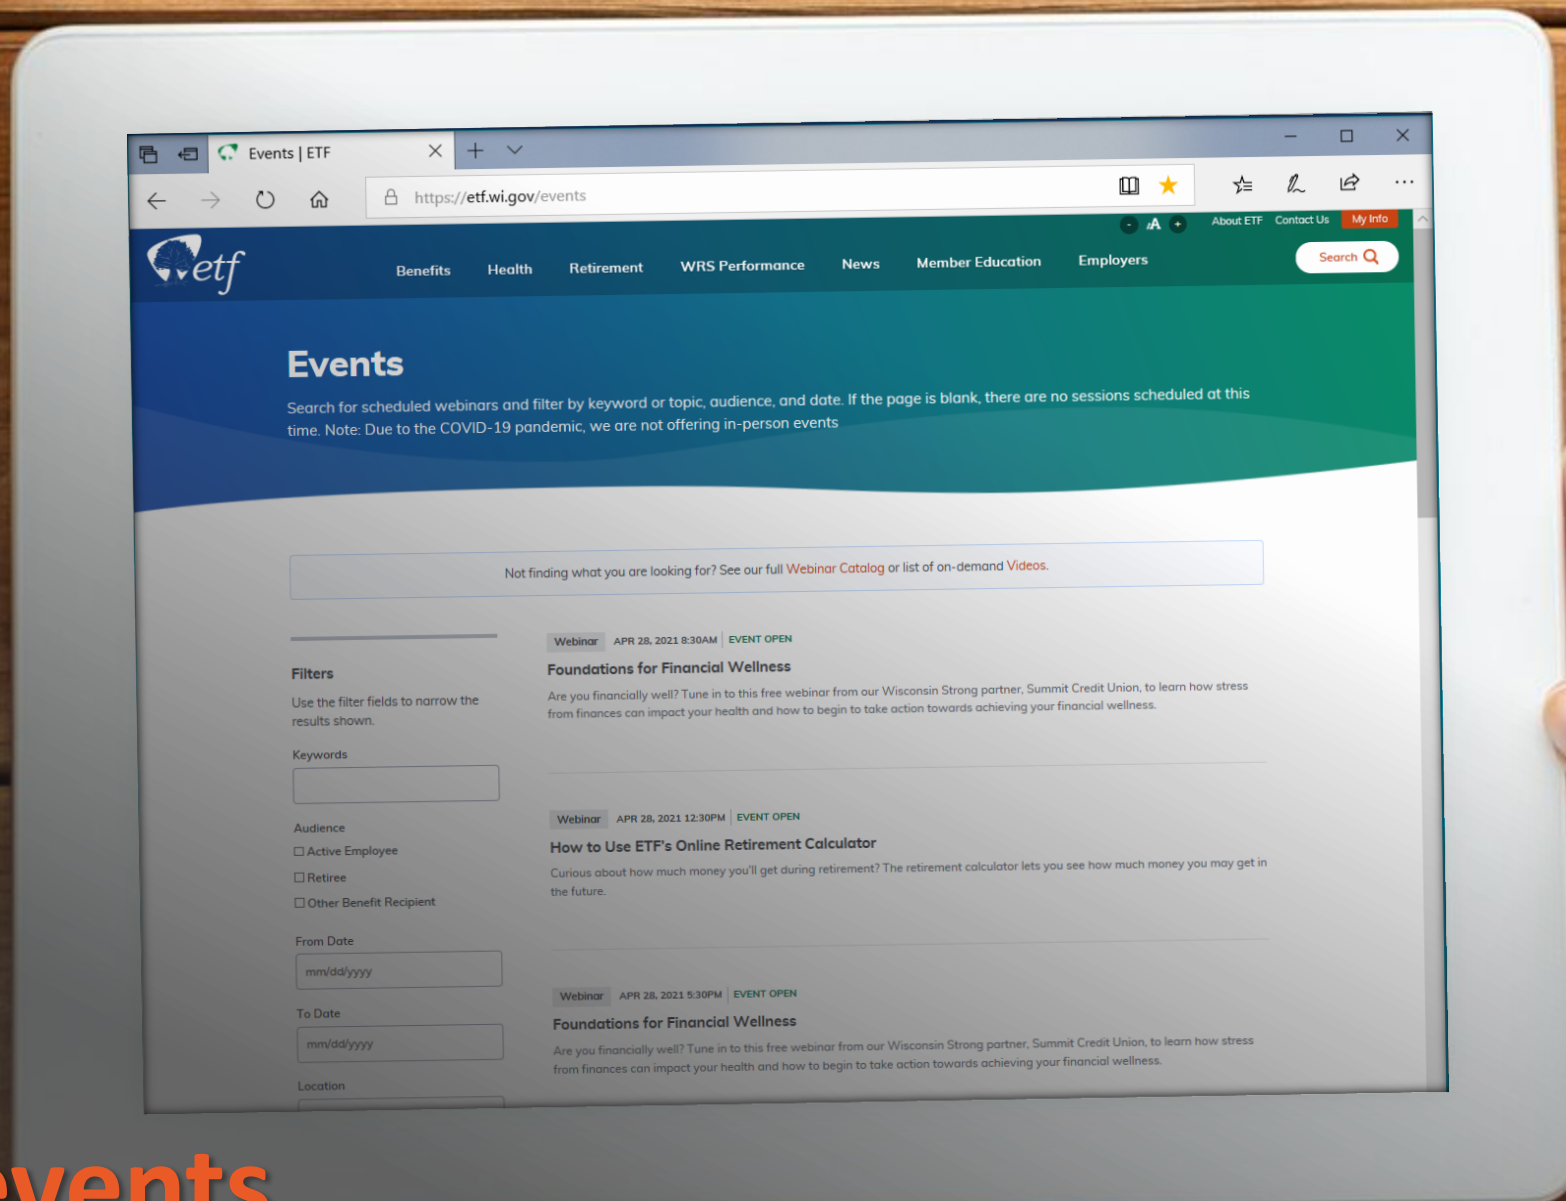 Events | ETF
https://etf.wi.gov/events
- AA + About ETF Contact Us My Info
etf
Benefits Health Retirement WRS Performance News Member Education Employers Search
Events
Search for scheduled webinars and filter by keyword or topic, audience, and date. If the page is blank, there are no sessions scheduled at this
time. Note: Due to the COVID-19 pandemic, we are not offering in-person events
Not finding what you are looking for? See our full Webinar Catalog or list of on-demand Videos.
Filters
Use the filter fields to narrow the
results shown.
Keywords
Audience
Active Employee
Retiree
Other Benefit Recipient
From Date
mm/dd/yyyy
To Date
mm/dd/yyyy
Location
Webinar APR 28, 2021 8:30AM EVENT OPEN
Foundations for Financial Wellness
Are you financially well? Tune in to this free webinar from our Wisconsin Strong partner, Summit Credit Union, to learn how stress
from finances can impact your health and how to begin to take action towards achieving your financial wellness.
Webinar APR 28, 2021 12:30PM EVENT OPEN
How to Use ETF's Online Retirement Calculator
Curious about how much money you'll get during retirement? The retirement calculator lets you see how much money you may get in
the future.
Webinar APR 28, 2021 5:30PM EVENT OPEN
Foundations for Financial Wellness
Are you financially well? Tune in to this free webinar from our Wisconsin Strong partner, Summit Credit Union, to learn how stress
from finances can impact your health and how to begin to take action towards achieving your financial wellness.
events